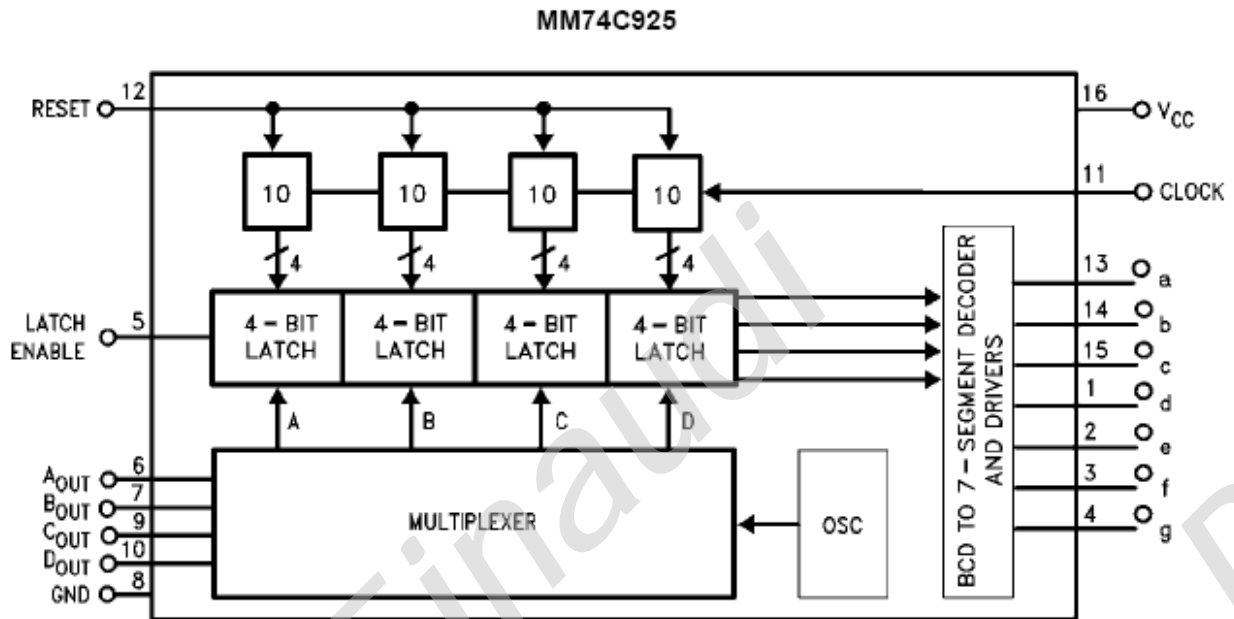 MM74C925
RESET 12
16 VCC
10 10 10 10
11 CLOCK
4 4 4 4
LATCH
ENABLE
5
4-BIT
LATCH
4-BIT
LATCH
4-BIT
LATCH
4-BIT
LATCH
A B C D
AOUT 6
BOUT 7
COUT 9
DOUT 10
GND 8
MULTIPLEXER
OSC
BCD TO 7-SEGMENT DECODER
AND DRIVERS
13 a
14 b
15 c
1 d
2 e
3 f
4 g
Einaudi